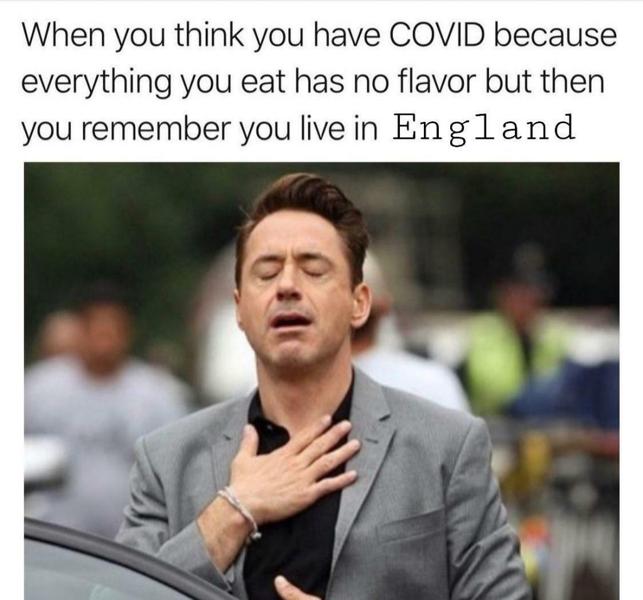 When you think you have COVID because
everything you eat has no flavor but then
you remember you live in England